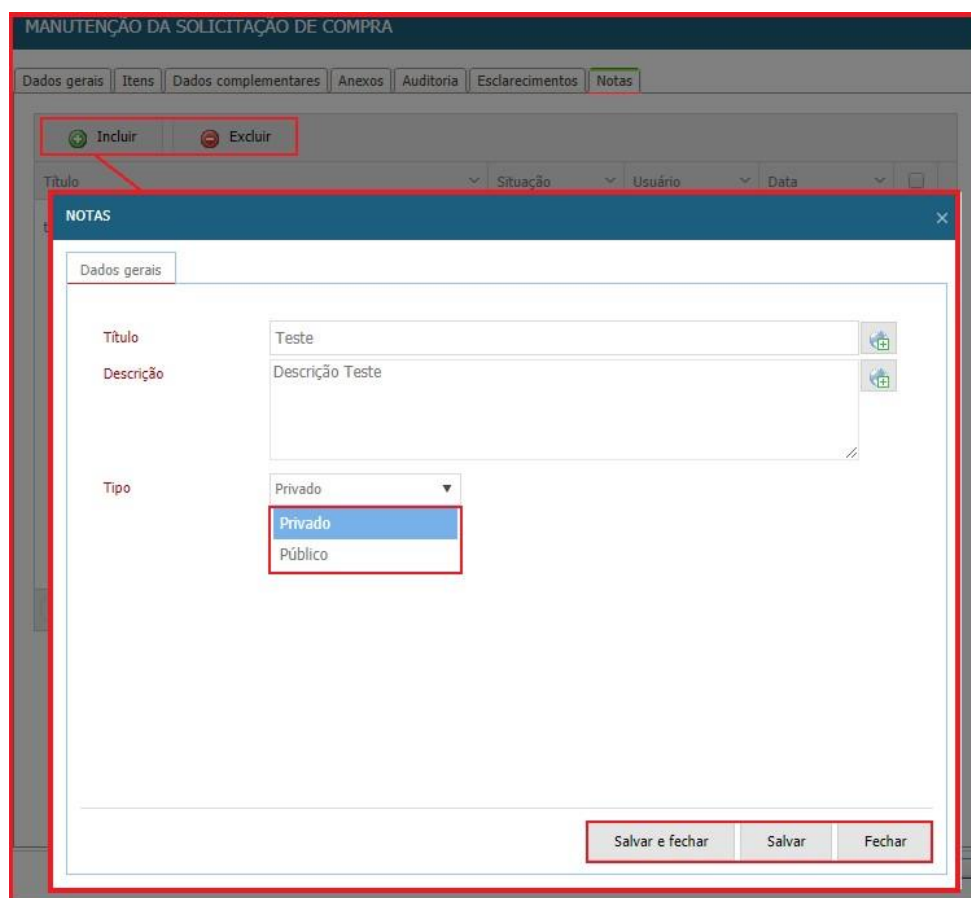 MANUTENÇÃO DA SOLICITAÇÃO DE COMPRA
Dados gerais Itens Dados complementares Anexos Auditoria Esclarecimentos Notas
Incluir Excluir
Título Situação Usuário Data
t
NOTAS
Dados gerais
Título Teste
Descrição Descrição Teste
Tipo Privado
Privado
Público
Salvar e fechar Salvar Fechar